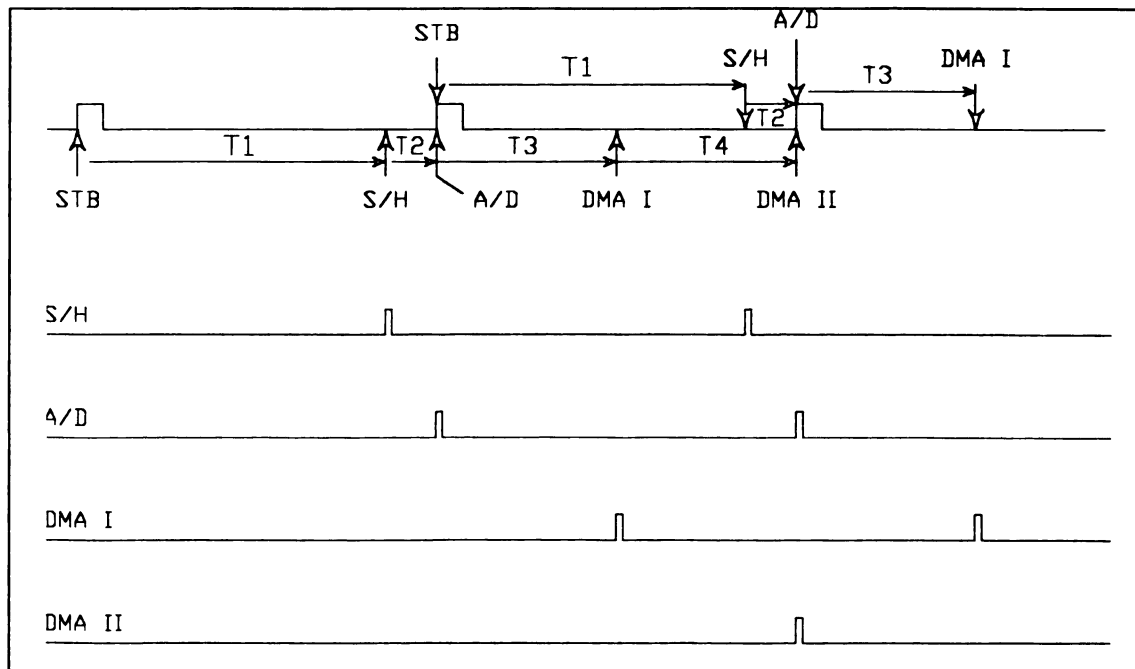 A/D
STB
S/H
DMA I
T1
T3
T2
T1
T2
T3
T4
STB
S/H
A/D
DMA I
DMA II
S/H
A/D
DMA I
DMA II